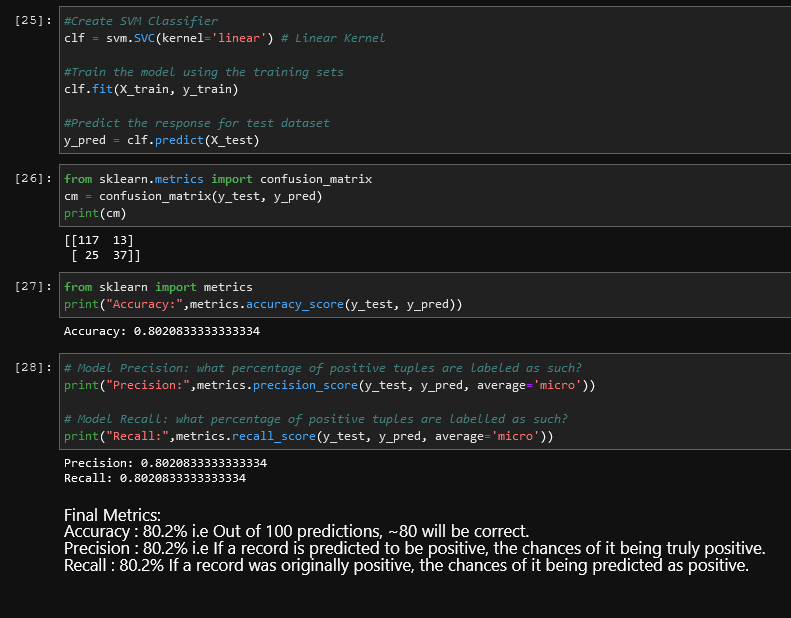 [25]: #Create SVM Classifier
clf = svm.SVC(kernel='linear') # Linear Kernel
#Train the model using the training sets
clf.fit(X_train, y_train)
#Predict the response for test dataset
y_pred = clf.predict(X_test)
[26]: from sklearn.metrics import confusion_matrix
cm = confusion_matrix(y_test, y_pred)
print(cm)
[[117  13]
 [ 25  37]]
[27]: from sklearn import metrics
print("Accuracy:",metrics.accuracy_score(y_test, y_pred))
Accuracy: 0.8020833333333334
[28]: # Model Precision: what percentage of positive tuples are labeled as such?
print("Precision:",metrics.precision_score(y_test, y_pred, average='micro'))
# Model Recall: what percentage of positive tuples are labelled as such?
print("Recall:",metrics.recall_score(y_test, y_pred, average='micro'))
Precision: 0.8020833333333334
Recall: 0.8020833333333334
Final Metrics:
Accuracy : 80.2% i.e Out of 100 predictions, ~80 will be correct.
Precision : 80.2% i.e If a record is predicted to be positive, the chances of it being truly positive.
Recall : 80.2% If a record was originally positive, the chances of it being predicted as positive.